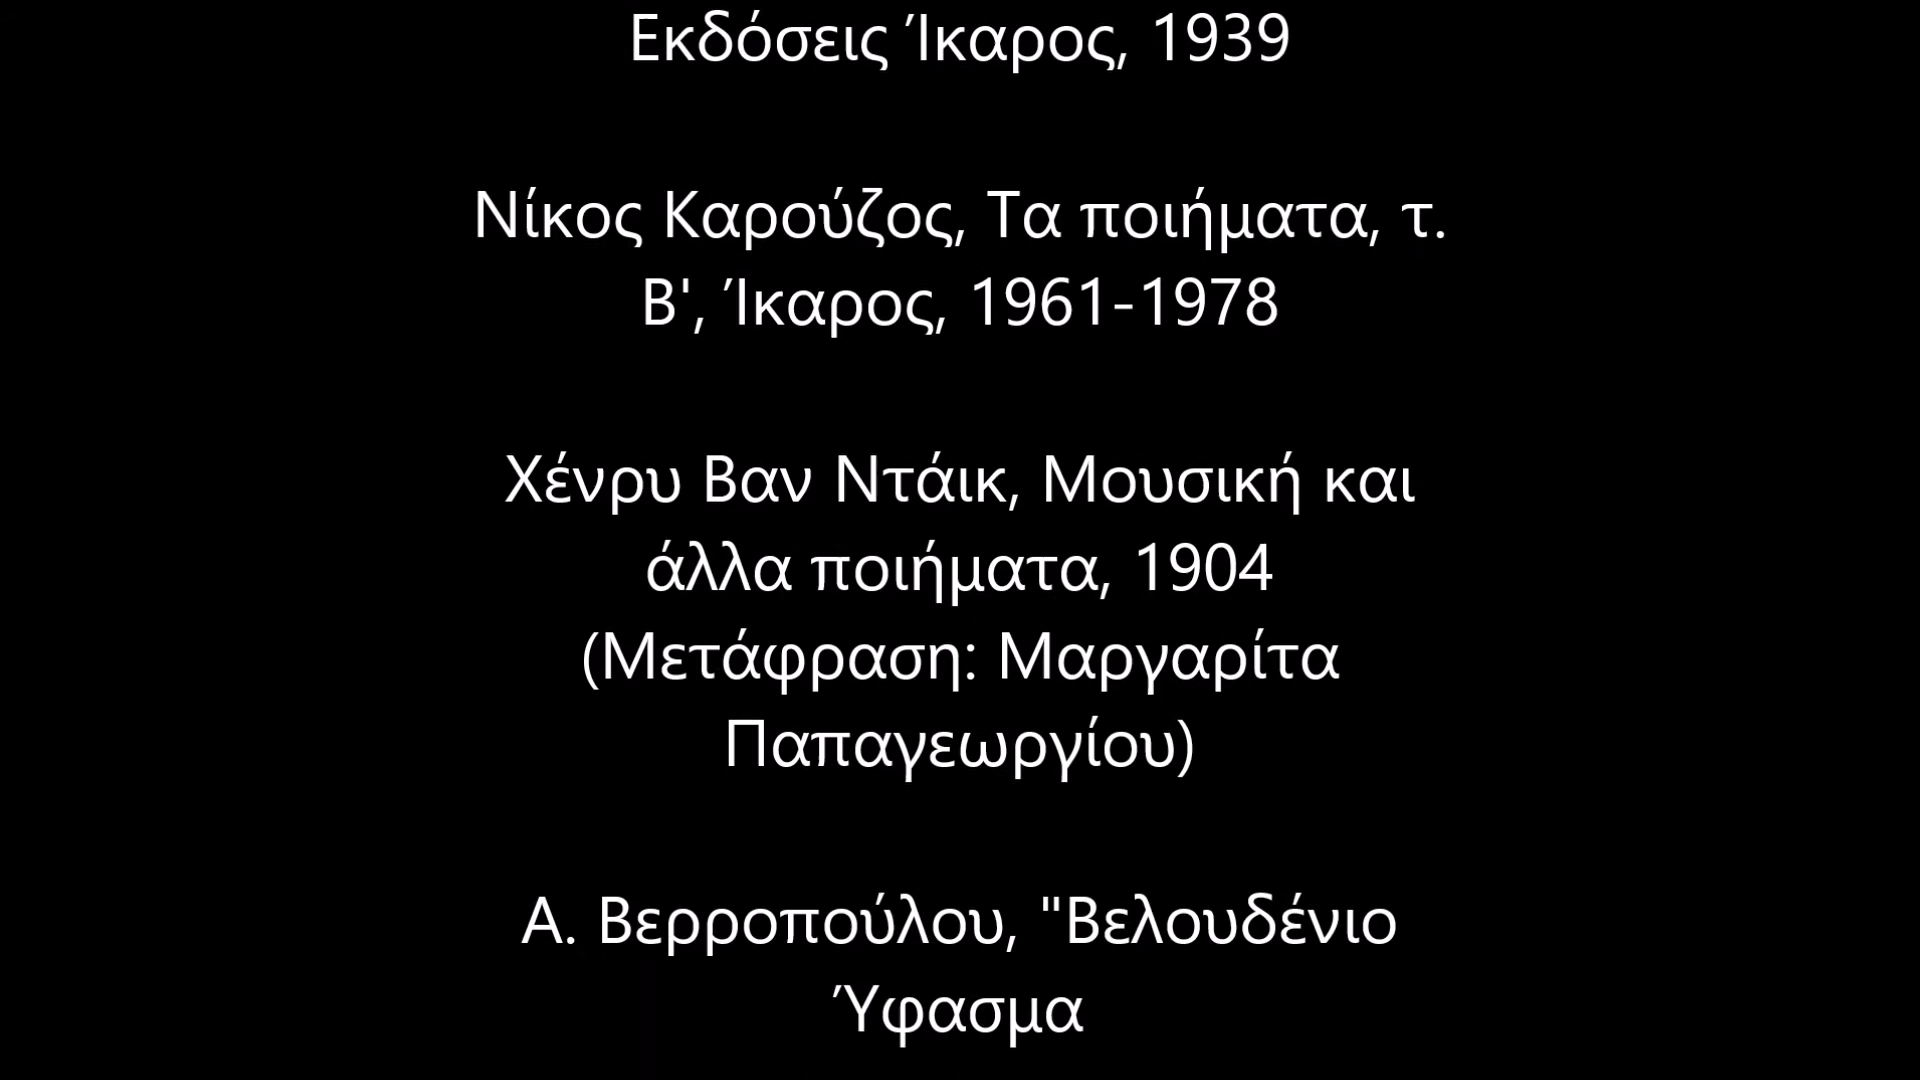 Εκδόσεις Ίκαρος, 1939
Νίκος Καρούζος, Τα ποιήματα, τ.
Β', Ίκαρος, 1961-1978
Χένρυ Βαν Ντάικ, Μουσική και
άλλα ποιήματα, 1904
(Μετάφραση: Μαργαρίτα
Παπαγεωργίου)
Α. Βερροπούλου, "Βελουδένιο
Ύφασμα